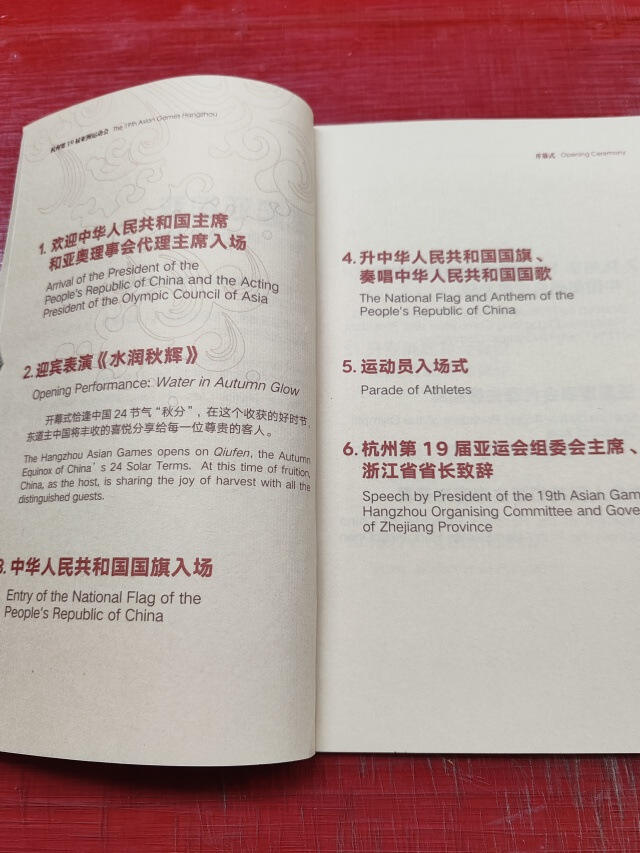 杭州第19届亚洲运动会 The 19th Asian Games Hangzhou
1. 欢迎中华人民共和国主席
和亚奥理事会代理主席入场
Arrival of the President of the
People's Republic of China and the Acting
President of the Olympic Council of Asia
2. 迎宾表演《水润秋辉》
Opening Performance: Water in Autumn Glow
开幕式恰逢中国24节气“秋分”，在这个收获的好时节，
东道主中国将丰收的喜悦分享给每一位尊贵的客人。
The Hangzhou Asian Games opens on Qiufen, the Autumn
Equinox of China's 24 Solar Terms. At this time of fruition,
China, as the host, is sharing the joy of harvest with all the
distinguished guests.
3. 中华人民共和国国旗入场
Entry of the National Flag of the
People's Republic of China
开幕式 Opening Ceremony
4. 升中华人民共和国国旗、
奏唱中华人民共和国国歌
The National Flag and Anthem of the
People's Republic of China
5. 运动员入场式
Parade of Athletes
6. 杭州第19届亚运会组委会主席、
浙江省省长致辞
Speech by President of the 19th Asian Gam
Hangzhou Organising Committee and Gove
of Zhejiang Province